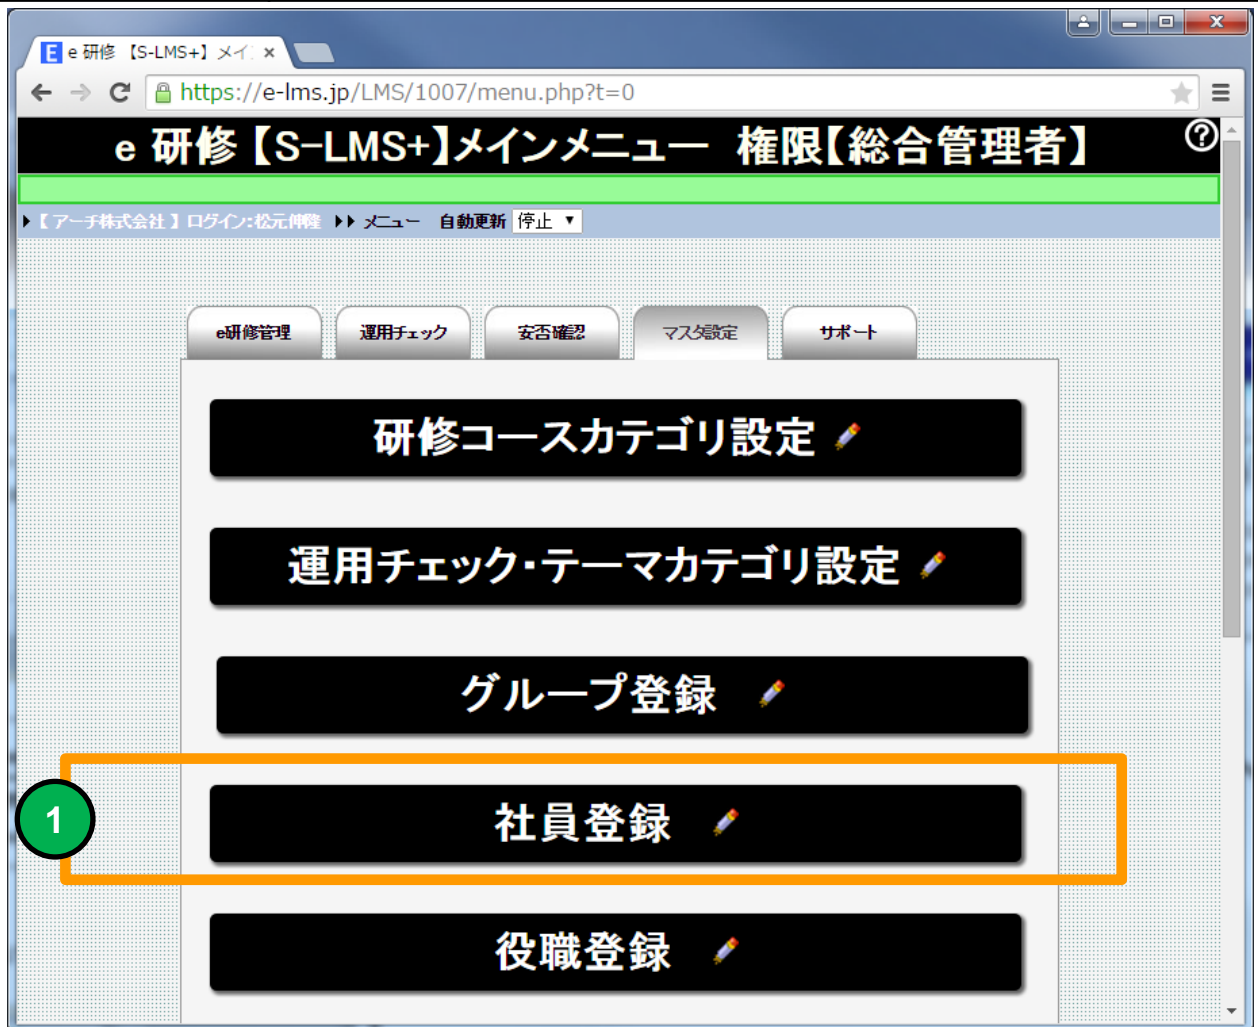 e 研修 【S-LMS+】 メイ
https://e-lms.jp/LMS/1007/menu.php?t=0
e 研修【S-LMS+】メインメニュー 権限【総合管理者】
【 アーチ株式会社 】ログイン:松元伸隆 メニュー 自動更新 停止
e研修管理 運用チェック 安否確認 マスタ設定 サポート
研修コースカテゴリ設定
運用チェック・テーマカテゴリ設定
グループ登録
1 社員登録
役職登録